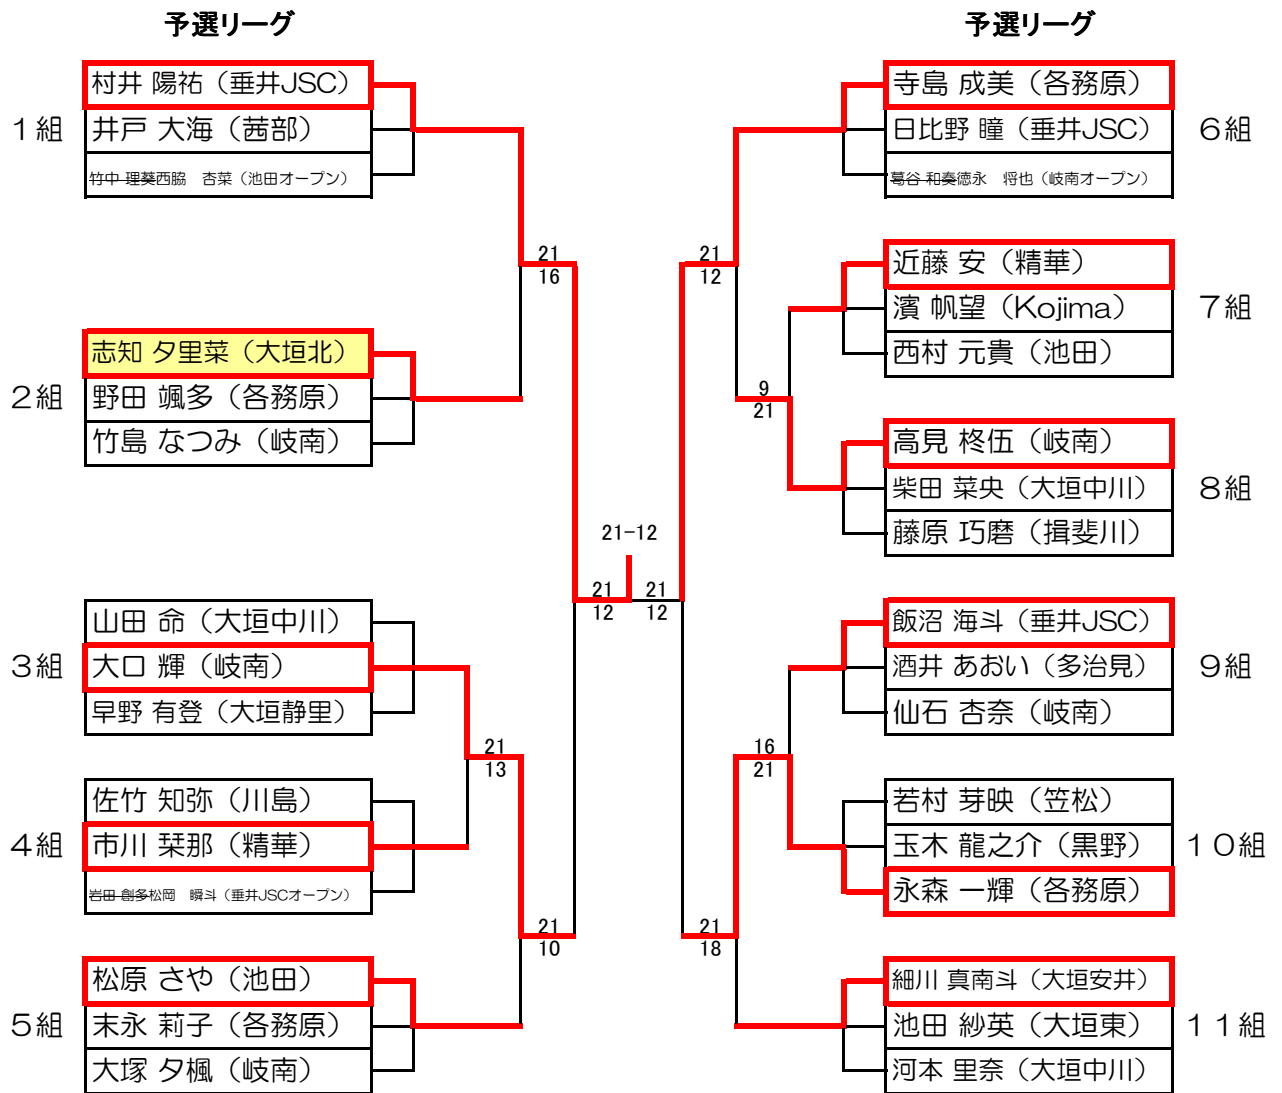 予選リーグ
予選リーグ
村井 陽祐（垂井JSC）
１組
井戸 大海（茜部）
竹中 理葵西脇　杏菜（池田オープン）
21
16
志知 夕里菜（大垣北）
２組
野田 颯多（各務原）
竹島 なつみ（岐南）
山田 命（大垣中川）
３組
大口 輝（岐南）
早野 有登（大垣静里）
21
13
佐竹 知弥（川島）
４組
市川 栞那（精華）
岩田 創多松岡　瞬斗（垂井JSCオープン）
21
10
松原 さや（池田）
５組
末永 莉子（各務原）
大塚 夕楓（岐南）
21-12
21
12
21
12
寺島 成美（各務原）
日比野 瞳（垂井JSC）
６組
葛谷 和奏徳永　将也（岐南オープン）
21
12
近藤 安（精華）
濱 帆望（Kojima）
７組
西村 元貴（池田）
9
21
高見 柊伍（岐南）
柴田 菜央（大垣中川）
８組
藤原 巧磨（揖斐川）
飯沼 海斗（垂井JSC）
酒井 あおい（多治見）
９組
仙石 杏奈（岐南）
16
21
若村 芽映（笠松）
玉木 龍之介（黒野）
１０組
永森 一輝（各務原）
21
18
細川 真南斗（大垣安井）
池田 紗英（大垣東）
１１組
河本 里奈（大垣中川）